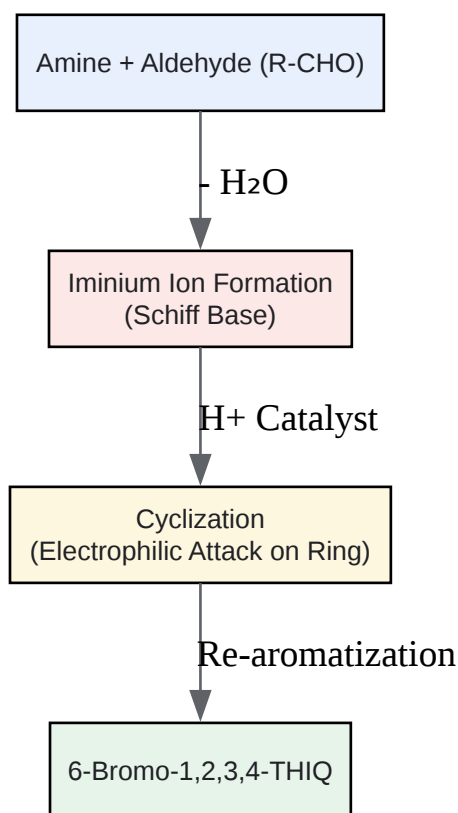 Amine + Aldehyde (R-CHO)
- H₂O
Iminium Ion Formation
(Schiff Base)
H+ Catalyst
Cyclization
(Electrophilic Attack on Ring)
Re-aromatization
6-Bromo-1,2,3,4-THIQ